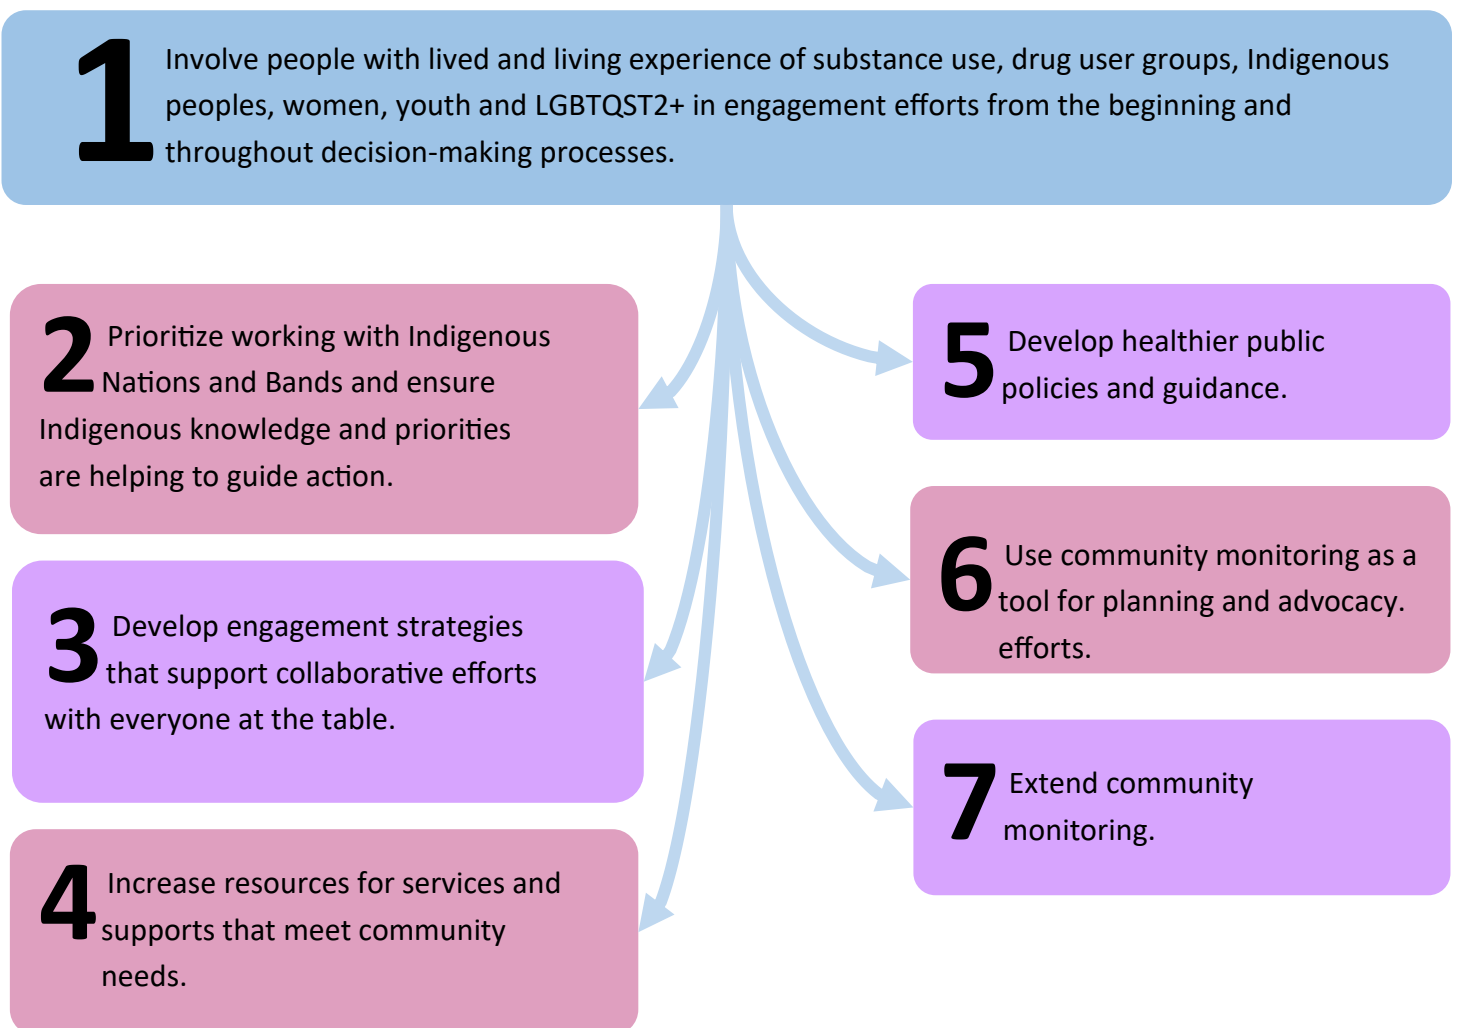 1 Involve people with lived and living experience of substance use, drug user groups, Indigenous
peoples, women, youth and LGBTQST2+ in engagement efforts from the beginning and
throughout decision-making processes.
2 Prioritize working with Indigenous
Nations and Bands and ensure
Indigenous knowledge and priorities
are helping to guide action.
3 Develop engagement strategies
that support collaborative efforts
with everyone at the table.
4 Increase resources for services and
supports that meet community
needs.
5 Develop healthier public
policies and guidance.
6 Use community monitoring as a
tool for planning and advocacy.
efforts.
7 Extend community
monitoring.